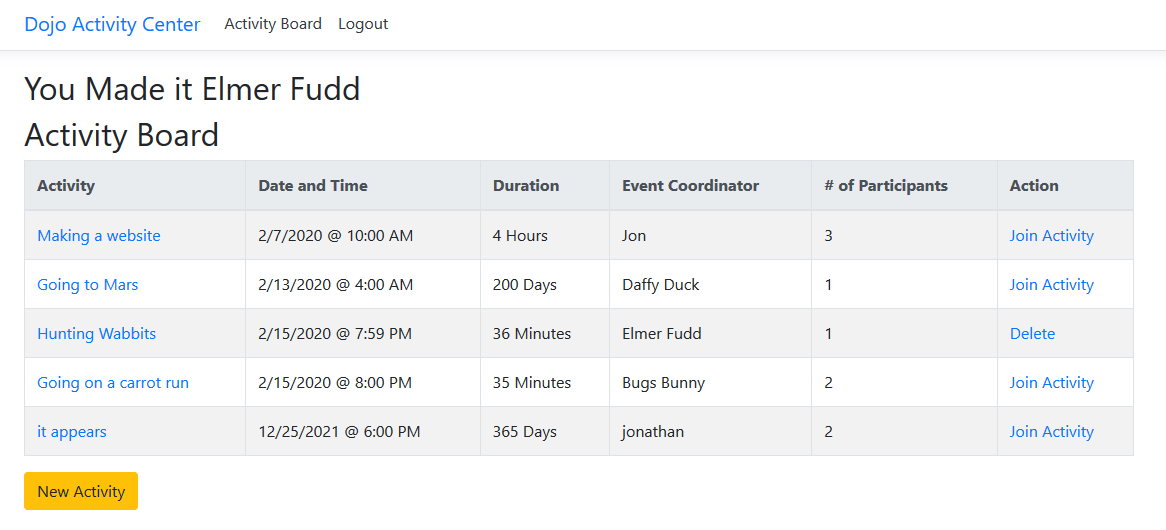 Dojo Activity Center Activity Board Logout
You Made it Elmer Fudd
Activity Board
Activity Date and Time Duration Event Coordinator # of Participants Action
Making a website 2/7/2020 @ 10:00 AM 4 Hours Jon 3 Join Activity
Going to Mars 2/13/2020 @ 4:00 AM 200 Days Daffy Duck 1 Join Activity
Hunting Wabbits 2/15/2020 @ 7:59 PM 36 Minutes Elmer Fudd 1 Delete
Going on a carrot run 2/15/2020 @ 8:00 PM 35 Minutes Bugs Bunny 2 Join Activity
it appears 12/25/2021 @ 6:00 PM 365 Days jonathan 2 Join Activity
New Activity